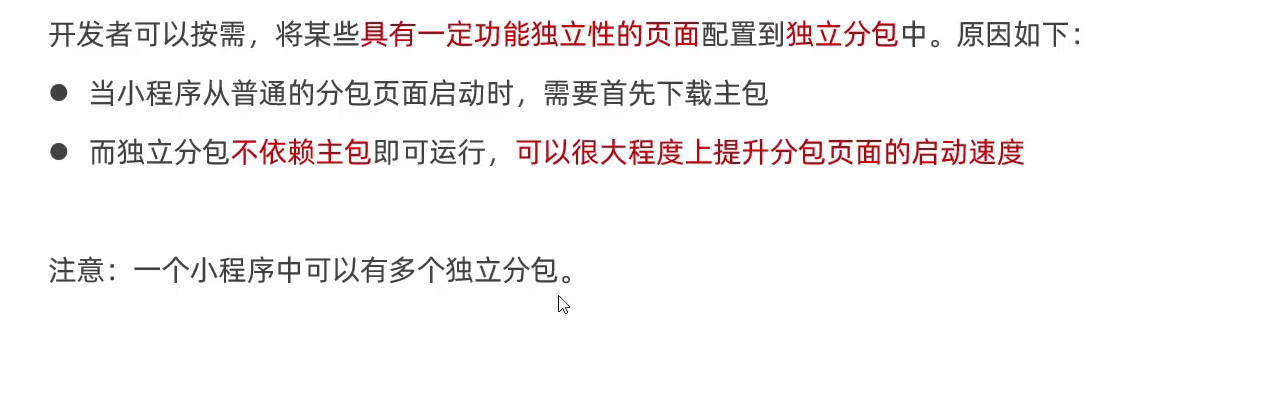 开发者可以按需，将某些具有一定功能独立性的页面配置到独立分包中。原因如下：
● 当小程序从普通的分包页面启动时，需要首先下载主包
● 而独立分包不依赖主包即可运行，可以很大程度上提升分包页面的启动速度
注意：一个小程序中可以有多个独立分包。